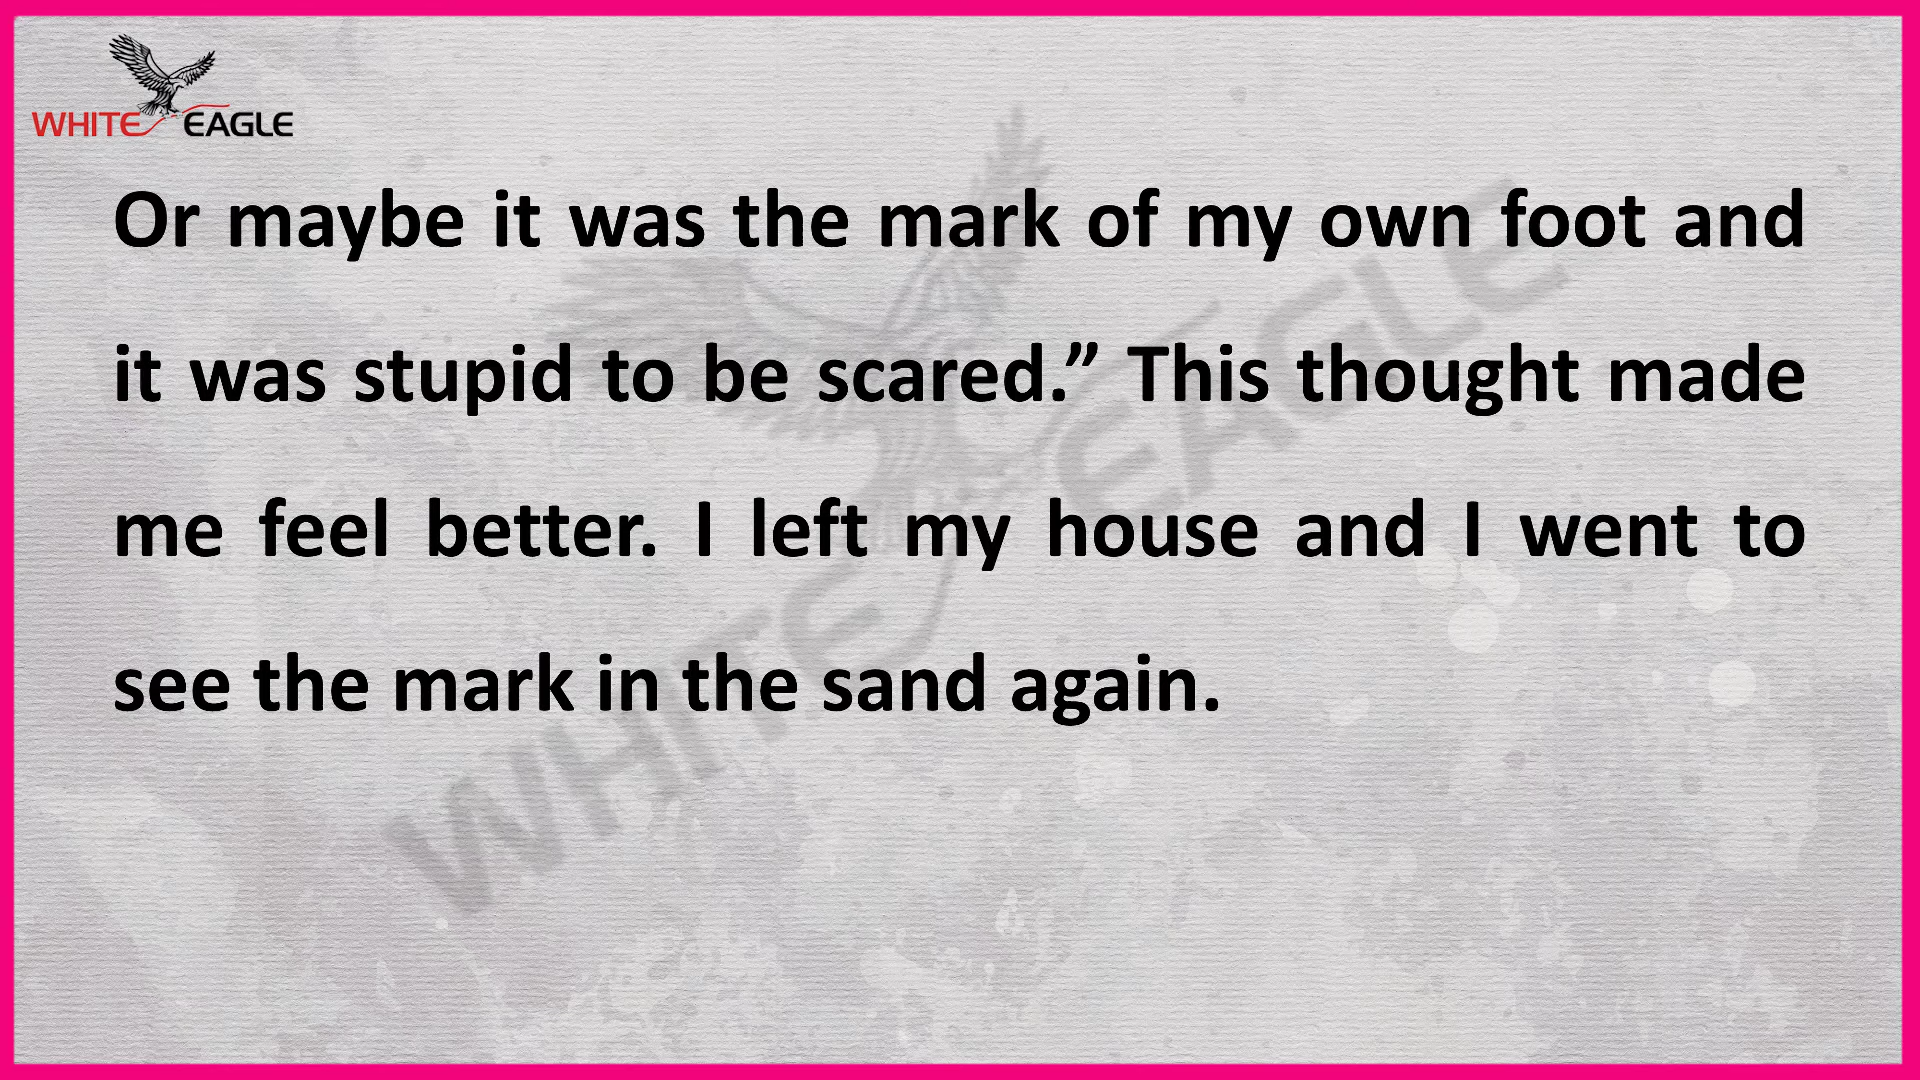 WHITE EAGLE
Or maybe it was the mark of my own foot and
it was stupid to be scared.” This thought made
me feel better. I left my house and I went to
see the mark in the sand again.
WHITE EAGLE